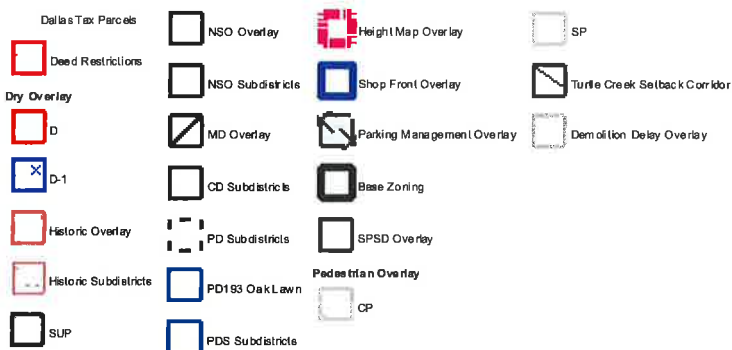 Dallas Tax Parcels
Deed Restrictions
Dry Overlay
D
D-1
Historic Overlay
Historic Subdistricts
SUP
NSO Overlay
NSO Subdistricts
MD Overlay
CD Subdistricts
PD Subdistricts
PD193 Oak Lawn
PDS Subdistricts
Height Map Overlay
Shop Front Overlay
Parking Management Overlay
Base Zoning
SPSD Overlay
Pedestrian Overlay
CP
SP
Turtle Creek Setback Corridor
Demolition Delay Overlay